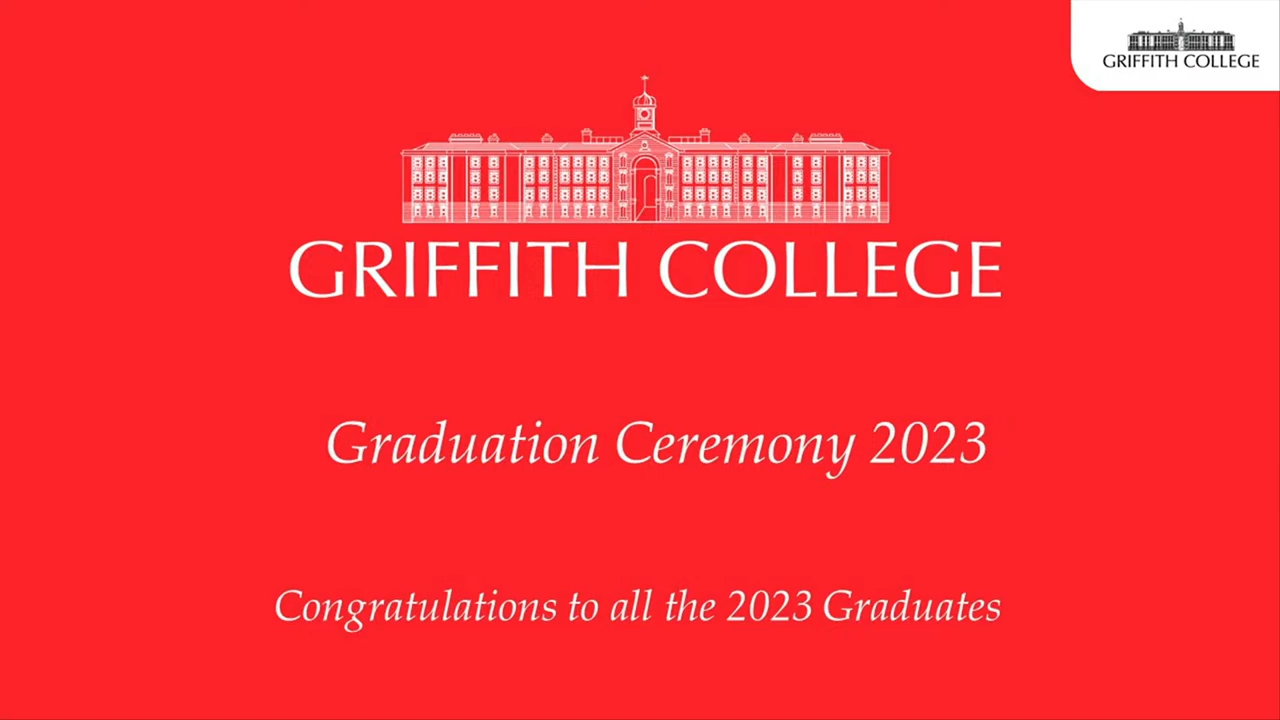 GRIFFITH COLLEGE
GRIFFITH COLLEGE
Graduation Ceremony 2023
Congratulations to all the 2023 Graduates